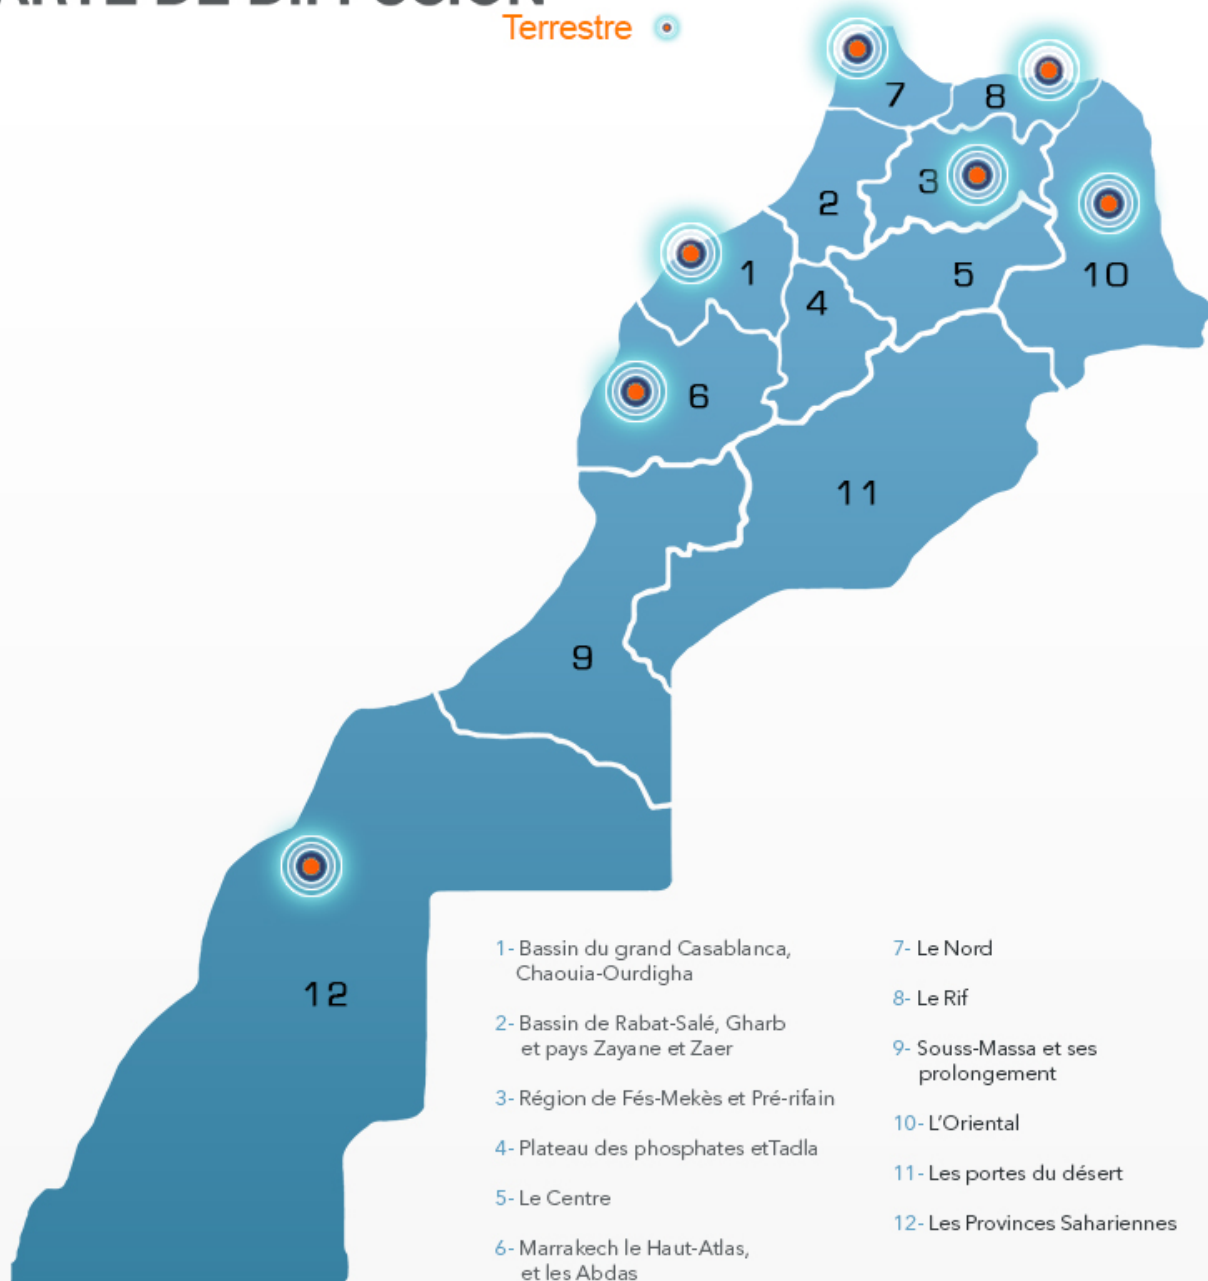 CARTE DE DIFFUSION
Terrestre
7
8
3
2
1
5
10
4
6
11
9
12
1- Bassin du grand Casablanca,
Chaouia-Ourdigha
2- Bassin de Rabat-Salé, Gharb
et pays Zayane et Zaer
3- Région de Fés-Mekès et Pré-rifain
4- Plateau des phosphates etTadla
5- Le Centre
6- Marrakech le Haut-Atlas,
et les Abdas
7- Le Nord
8- Le Rif
9- Souss-Massa et ses
prolongement
10- L’Oriental
11- Les portes du désert
12- Les Provinces Sahariennes